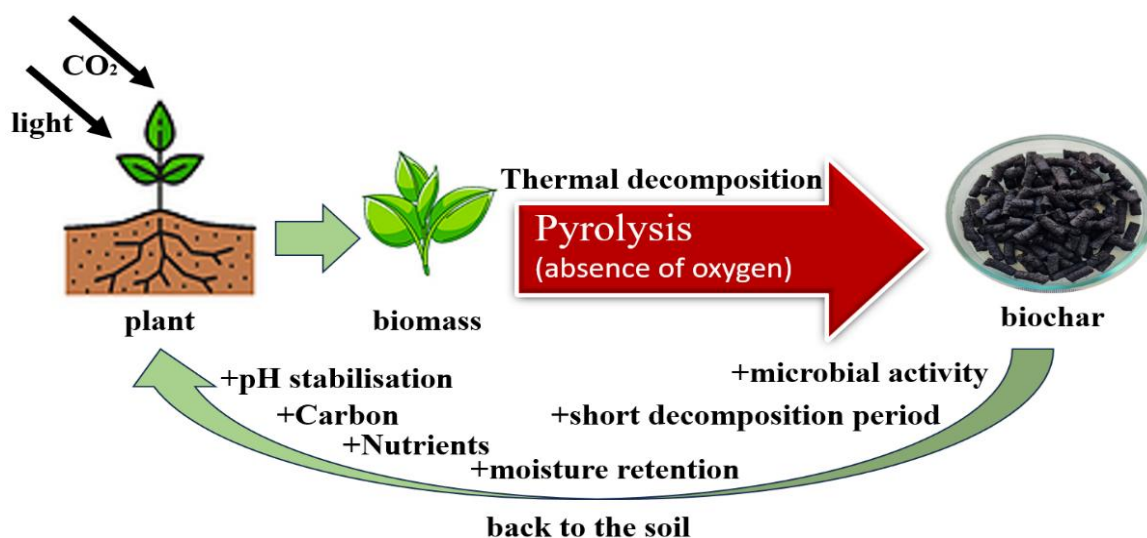 CO₂
light
Thermal decomposition
Pyrolysis
(absence of oxygen)
plant
biomass
biochar
+pH stabilisation
+microbial activity
+Carbon
+short decomposition period
+Nutrients
+moisture retention
back to the soil